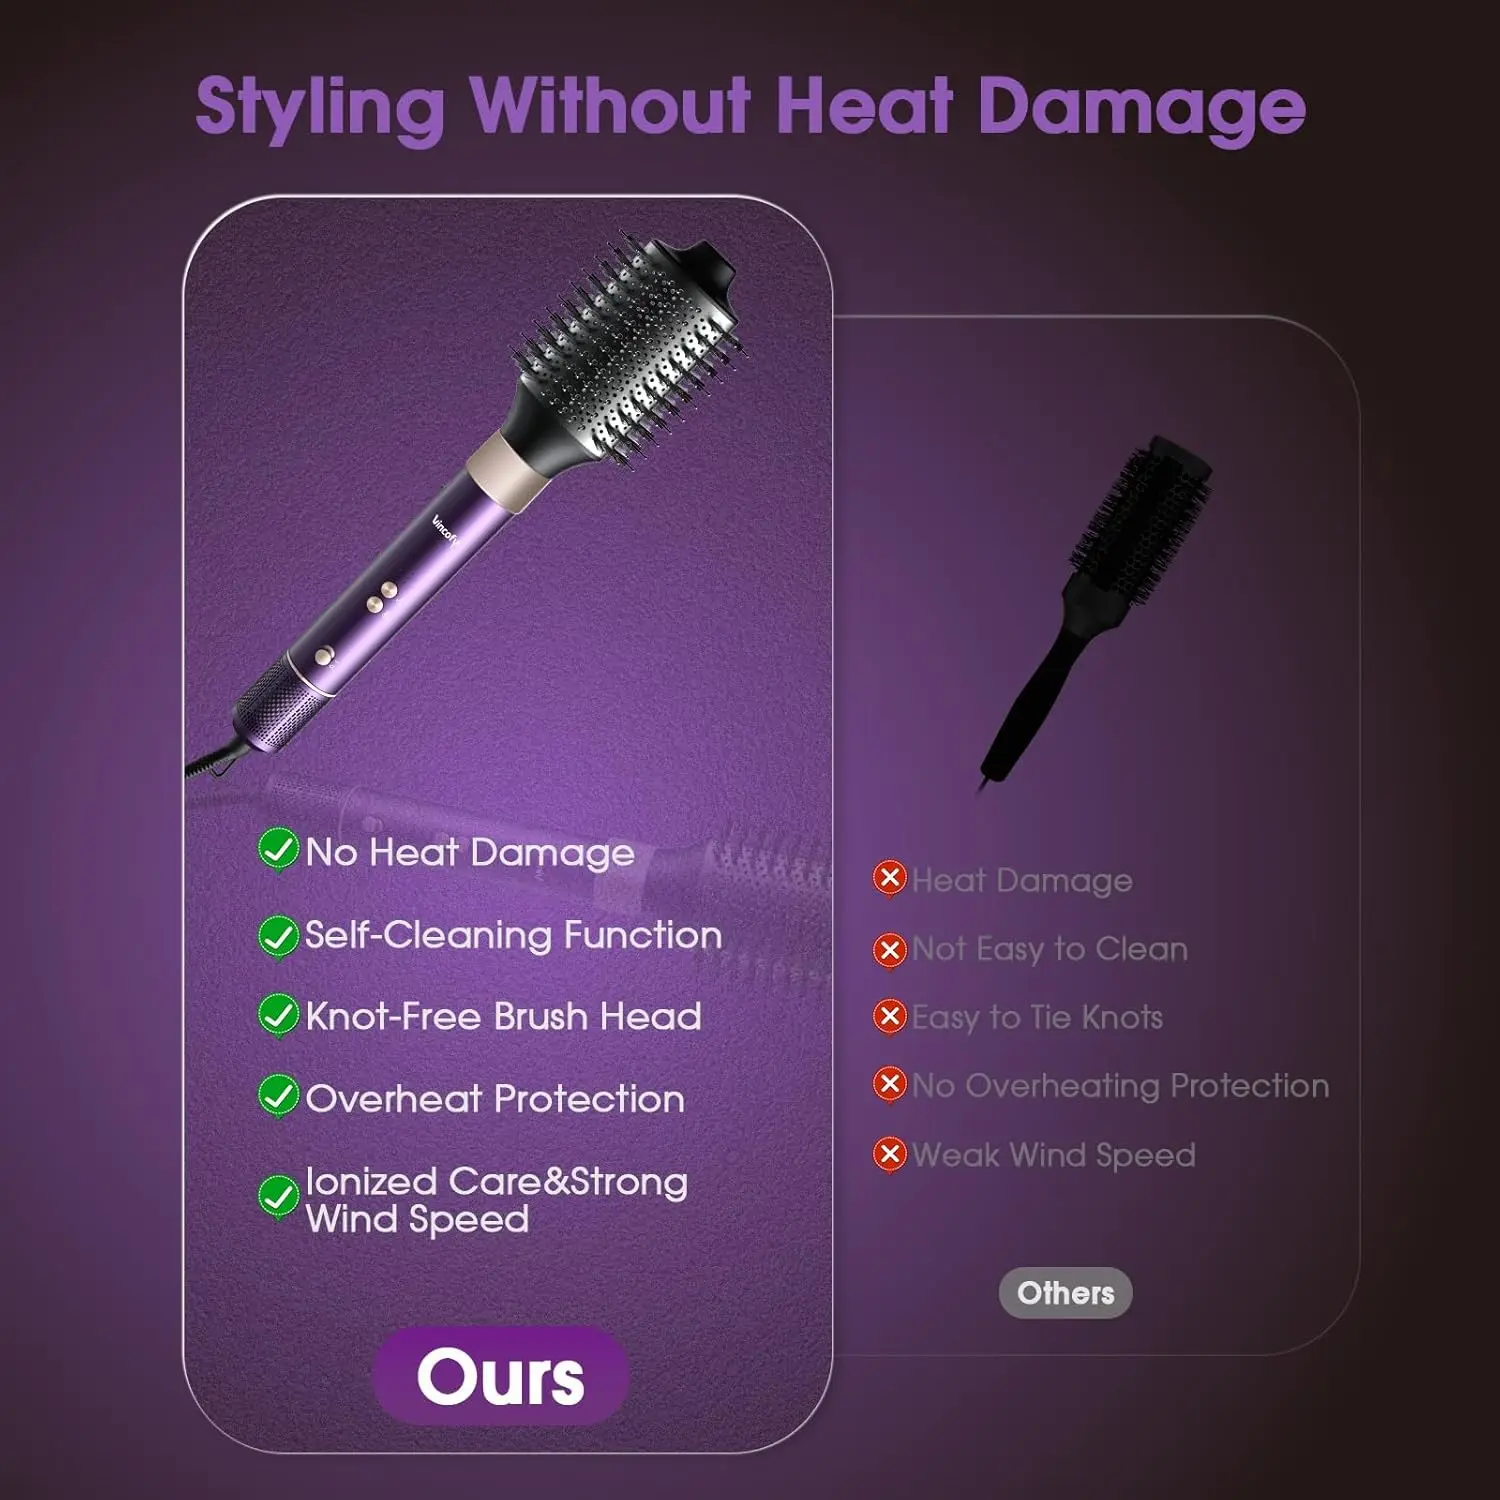 Styling Without Heat Damage
Vincofy
No Heat Damage
Self-Cleaning Function
Knot-Free Brush Head
Overheat Protection
Ionized Care&Strong
Wind Speed
Ours
Heat Damage
Not Easy to Clean
Easy to Tie Knots
No Overheating Protection
Weak Wind Speed
Others